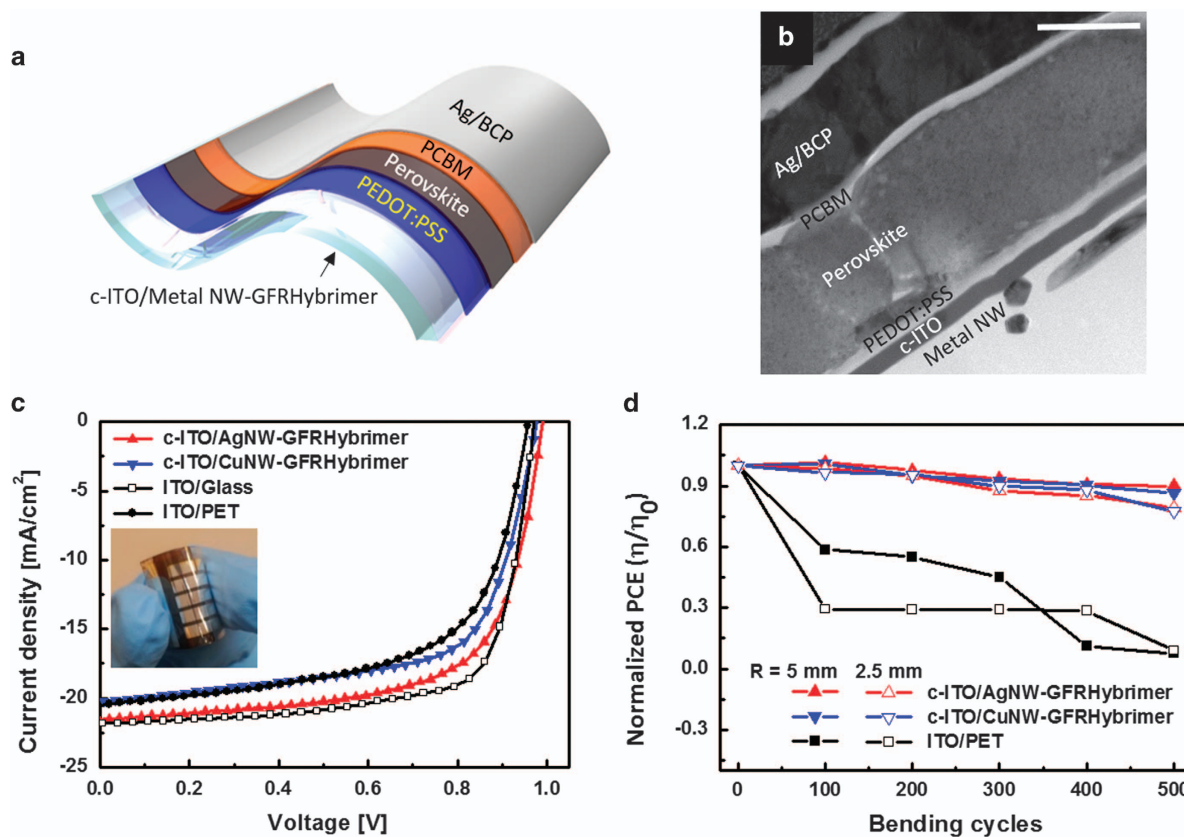 a
Ag/BCP
PCBM
Perovskite
PEDOT:PSS
c-ITO/Metal NW-GFRHybrimer
b
Ag/BCP
PCBM
Perovskite
PEDOT:PSS
c-ITO
Metal NW
c
0
-5
-10
-15
-20
-25
Current density [mA/cm²]
c-ITO/AgNW-GFRHybrimer
c-ITO/CuNW-GFRHybrimer
ITO/Glass
ITO/PET
0.0 0.2 0.4 0.6 0.8 1.0
Voltage [V]
d
1.2
0.9
0.6
0.3
0.0
-0.3
Normalized PCE (η/η₀)
R = 5 mm 2.5 mm
c-ITO/AgNW-GFRHybrimer
c-ITO/CuNW-GFRHybrimer
ITO/PET
0 100 200 300 400 500
Bending cycles